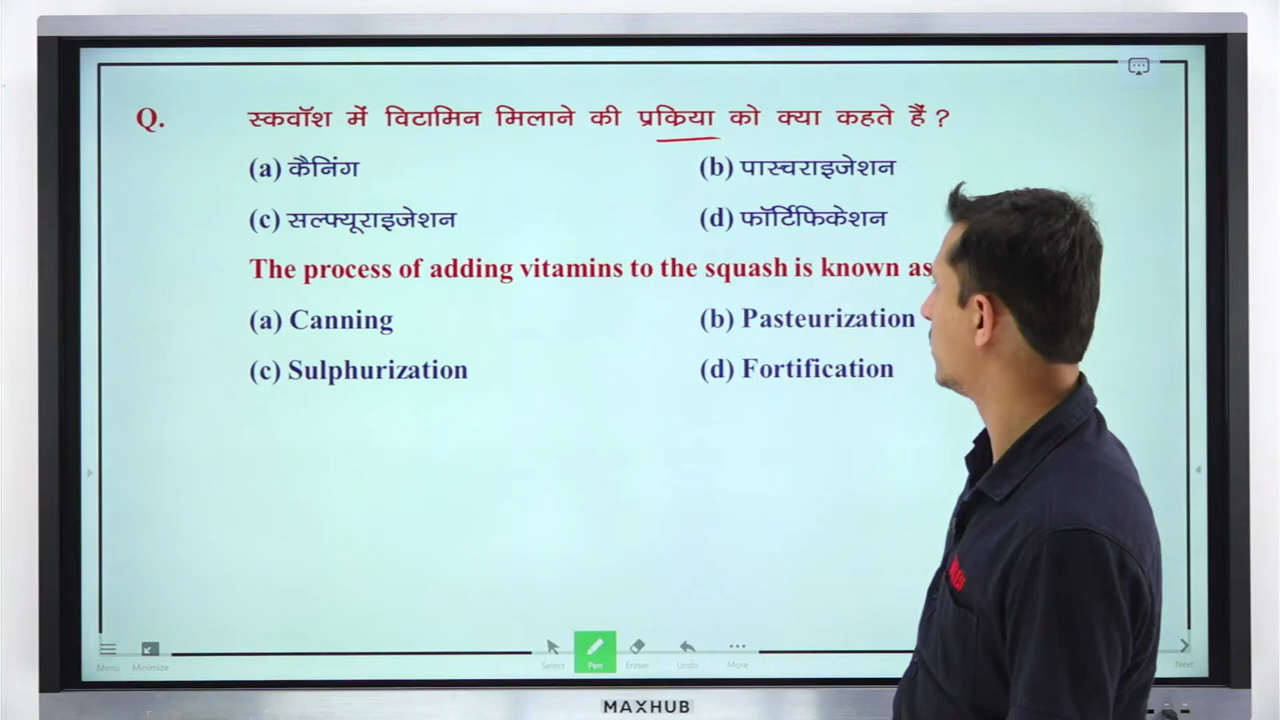 Q. स्कवॉश में विटामिन मिलाने की प्रकिया को क्या कहते हैं ?
(a) कैनिंग (b) पास्चराइजेशन
(c) सल्फ्यूराइजेशन (d) फॉर्टिफिकेशन
The process of adding vitamins to the squash is known as
(a) Canning (b) Pasteurization
(c) Sulphurization (d) Fortification
Menu Minimize Select Pen Eraser Undo More Next
MAXHUB